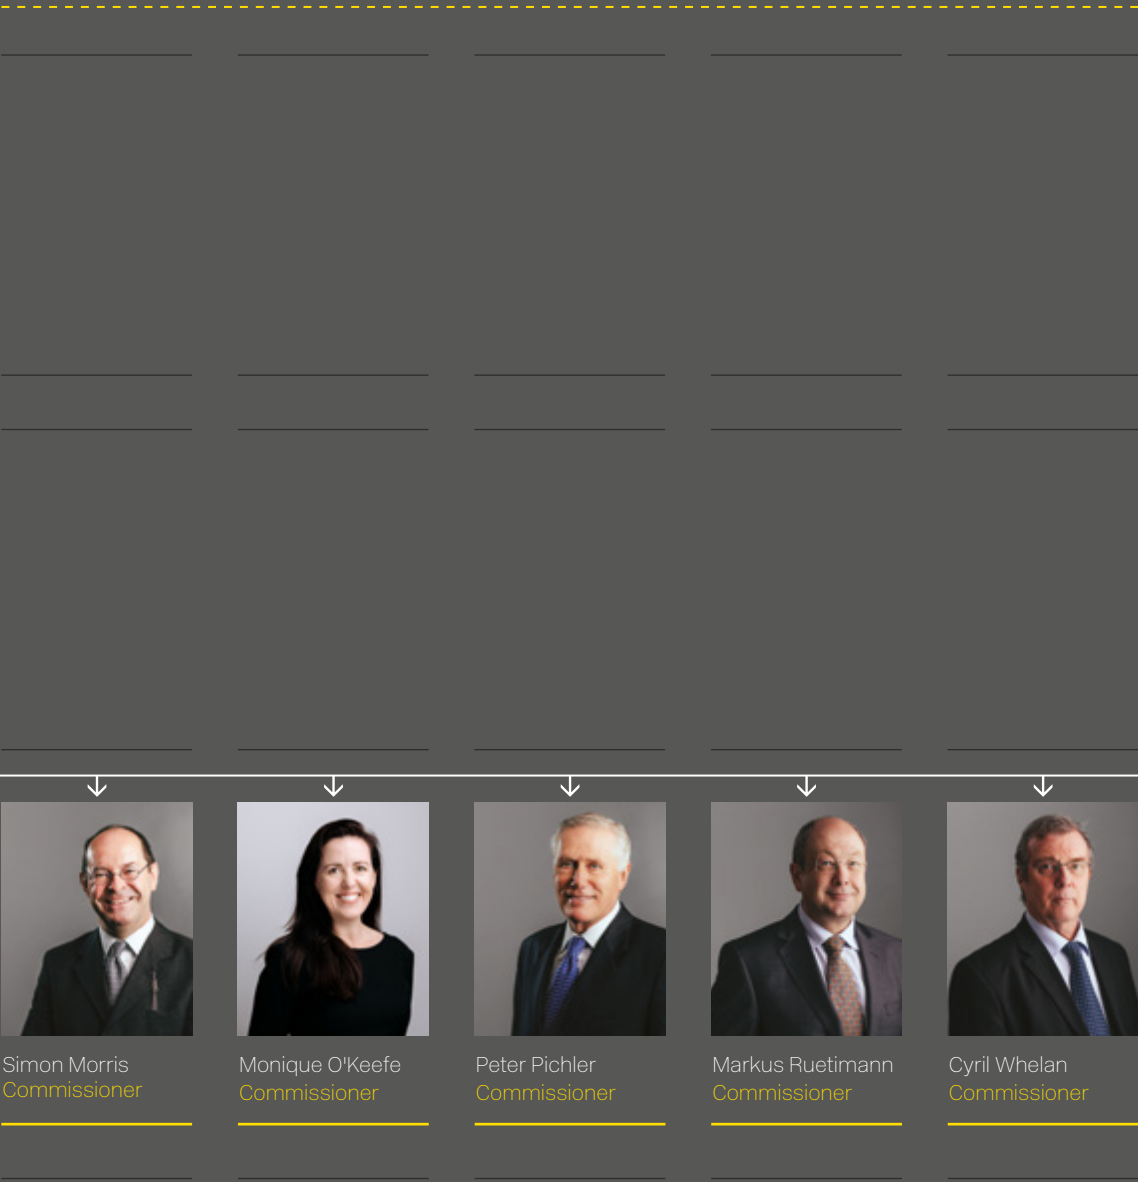 Simon Morris
Commissioner
Monique O'Keefe
Commissioner
Peter Pichler
Commissioner
Markus Ruetimann
Commissioner
Cyril Whelan
Commissioner